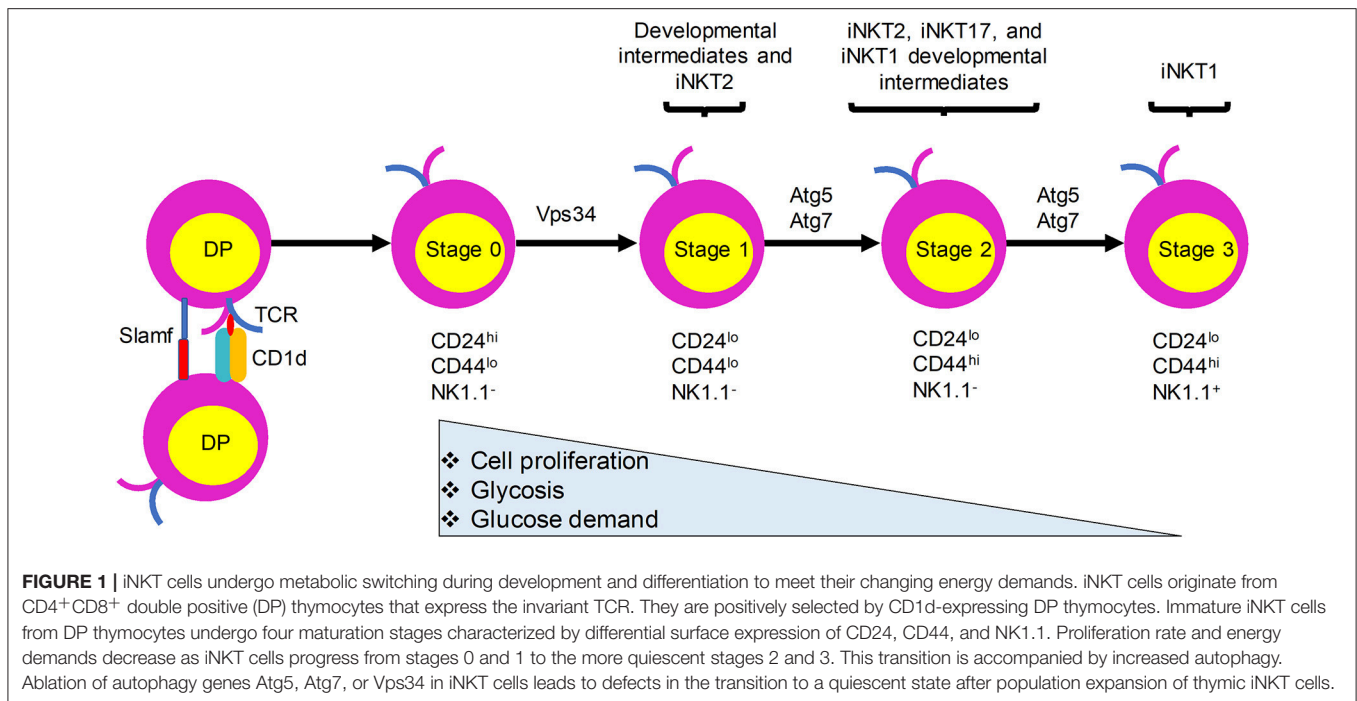 Developmental
intermediates and
iNKT2
iNKT2, iNKT17, and
iNKT1 developmental
intermediates
iNKT1
DP
Stage 0
Vps34
Stage 1
Atg5
Atg7
Stage 2
Atg5
Atg7
Stage 3
Slamf
TCR
CD1d
DP
CD24hi
CD44lo
NK1.1-
CD24lo
CD44lo
NK1.1-
CD24lo
CD44hi
NK1.1-
CD24lo
CD44hi
NK1.1+
❖ Cell proliferation
❖ Glycosis
❖ Glucose demand
FIGURE 1 | iNKT cells undergo metabolic switching during development and differentiation to meet their changing energy demands. iNKT cells originate from
CD4+CD8+ double positive (DP) thymocytes that express the invariant TCR. They are positively selected by CD1d-expressing DP thymocytes. Immature iNKT cells
from DP thymocytes undergo four maturation stages characterized by differential surface expression of CD24, CD44, and NK1.1. Proliferation rate and energy
demands decrease as iNKT cells progress from stages 0 and 1 to the more quiescent stages 2 and 3. This transition is accompanied by increased autophagy.
Ablation of autophagy genes Atg5, Atg7, or Vps34 in iNKT cells leads to defects in the transition to a quiescent state after population expansion of thymic iNKT cells.